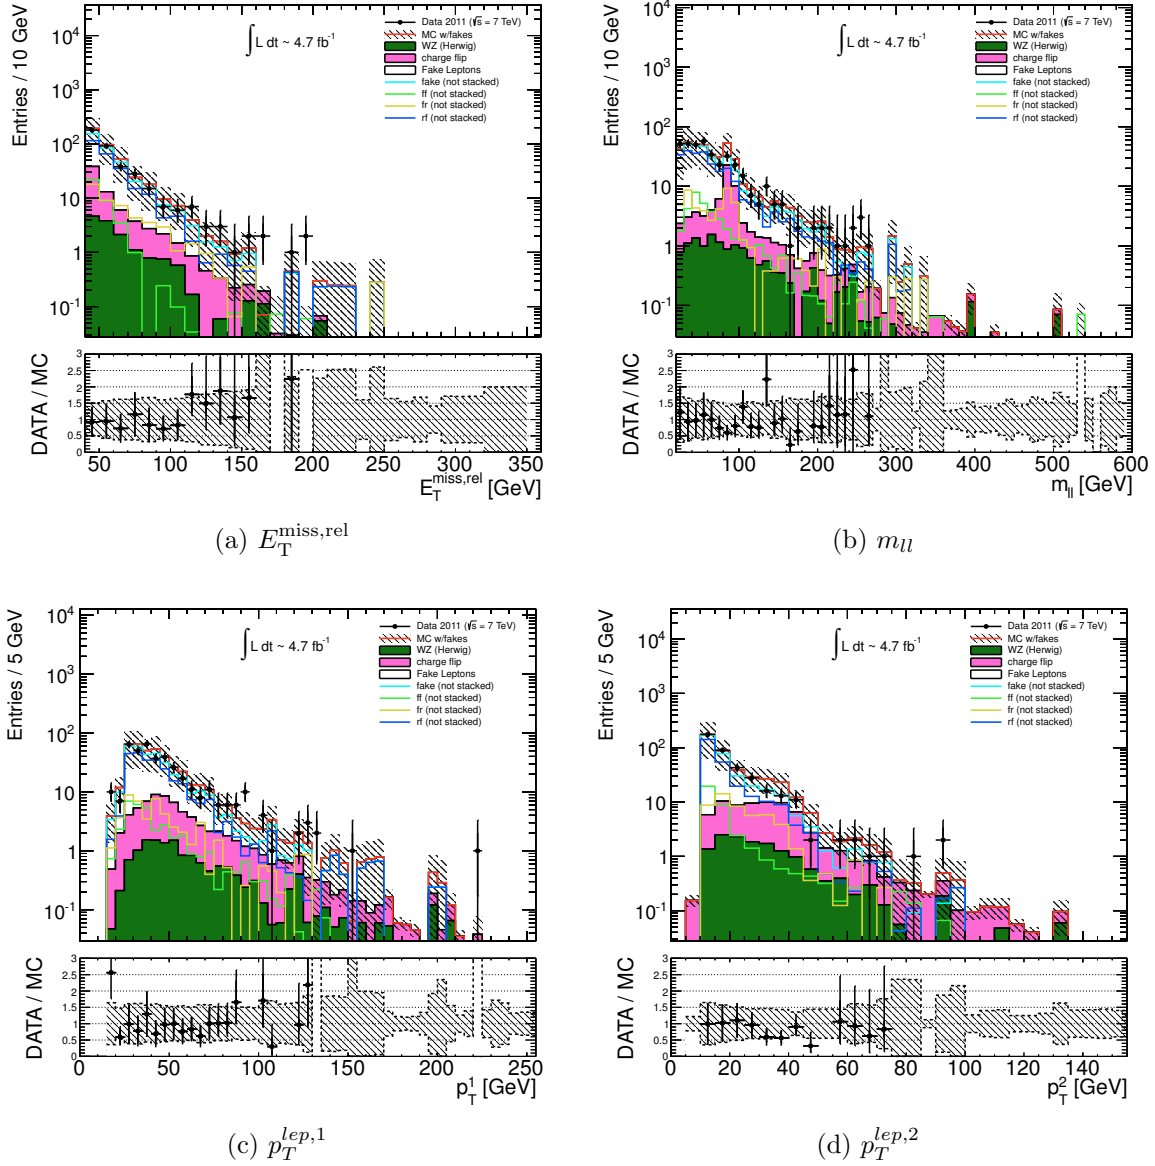 Entries / 10 GeV
10⁴
10³
10²
10
1
10⁻¹
∫ L dt ~ 4.7 fb⁻¹
Data 2011 (√s = 7 TeV)
MC w/fakes
WZ (Herwig)
charge flip
Fake Leptons
fake (not stacked)
ff (not stacked)
fr (not stacked)
rf (not stacked)
DATA / MC
3
2.5
2
1.5
1
0.5
0
50 100 150 200 250 300 350
E_T^miss,rel [GeV]
(a) E_T^miss,rel
Entries / 10 GeV
10⁴
10³
10²
10
1
10⁻¹
∫ L dt ~ 4.7 fb⁻¹
Data 2011 (√s = 7 TeV)
MC w/fakes
WZ (Herwig)
charge flip
Fake Leptons
fake (not stacked)
ff (not stacked)
fr (not stacked)
rf (not stacked)
DATA / MC
3
2.5
2
1.5
1
0.5
0
100 200 300 400 500 600
m_ll [GeV]
(b) m_ll
Entries / 5 GeV
10⁴
10³
10²
10
1
10⁻¹
∫ L dt ~ 4.7 fb⁻¹
Data 2011 (√s = 7 TeV)
MC w/fakes
WZ (Herwig)
charge flip
Fake Leptons
fake (not stacked)
ff (not stacked)
fr (not stacked)
rf (not stacked)
DATA / MC
3
2.5
2
1.5
1
0.5
0
0 50 100 150 200 250
p_T^1 [GeV]
(c) p_T^lep,1
Entries / 5 GeV
10⁴
10³
10²
10
1
10⁻¹
∫ L dt ~ 4.7 fb⁻¹
Data 2011 (√s = 7 TeV)
MC w/fakes
WZ (Herwig)
charge flip
Fake Leptons
fake (not stacked)
ff (not stacked)
fr (not stacked)
rf (not stacked)
DATA / MC
3
2.5
2
1.5
1
0.5
0
0 20 40 60 80 100 120 140
p_T^2 [GeV]
(d) p_T^lep,2